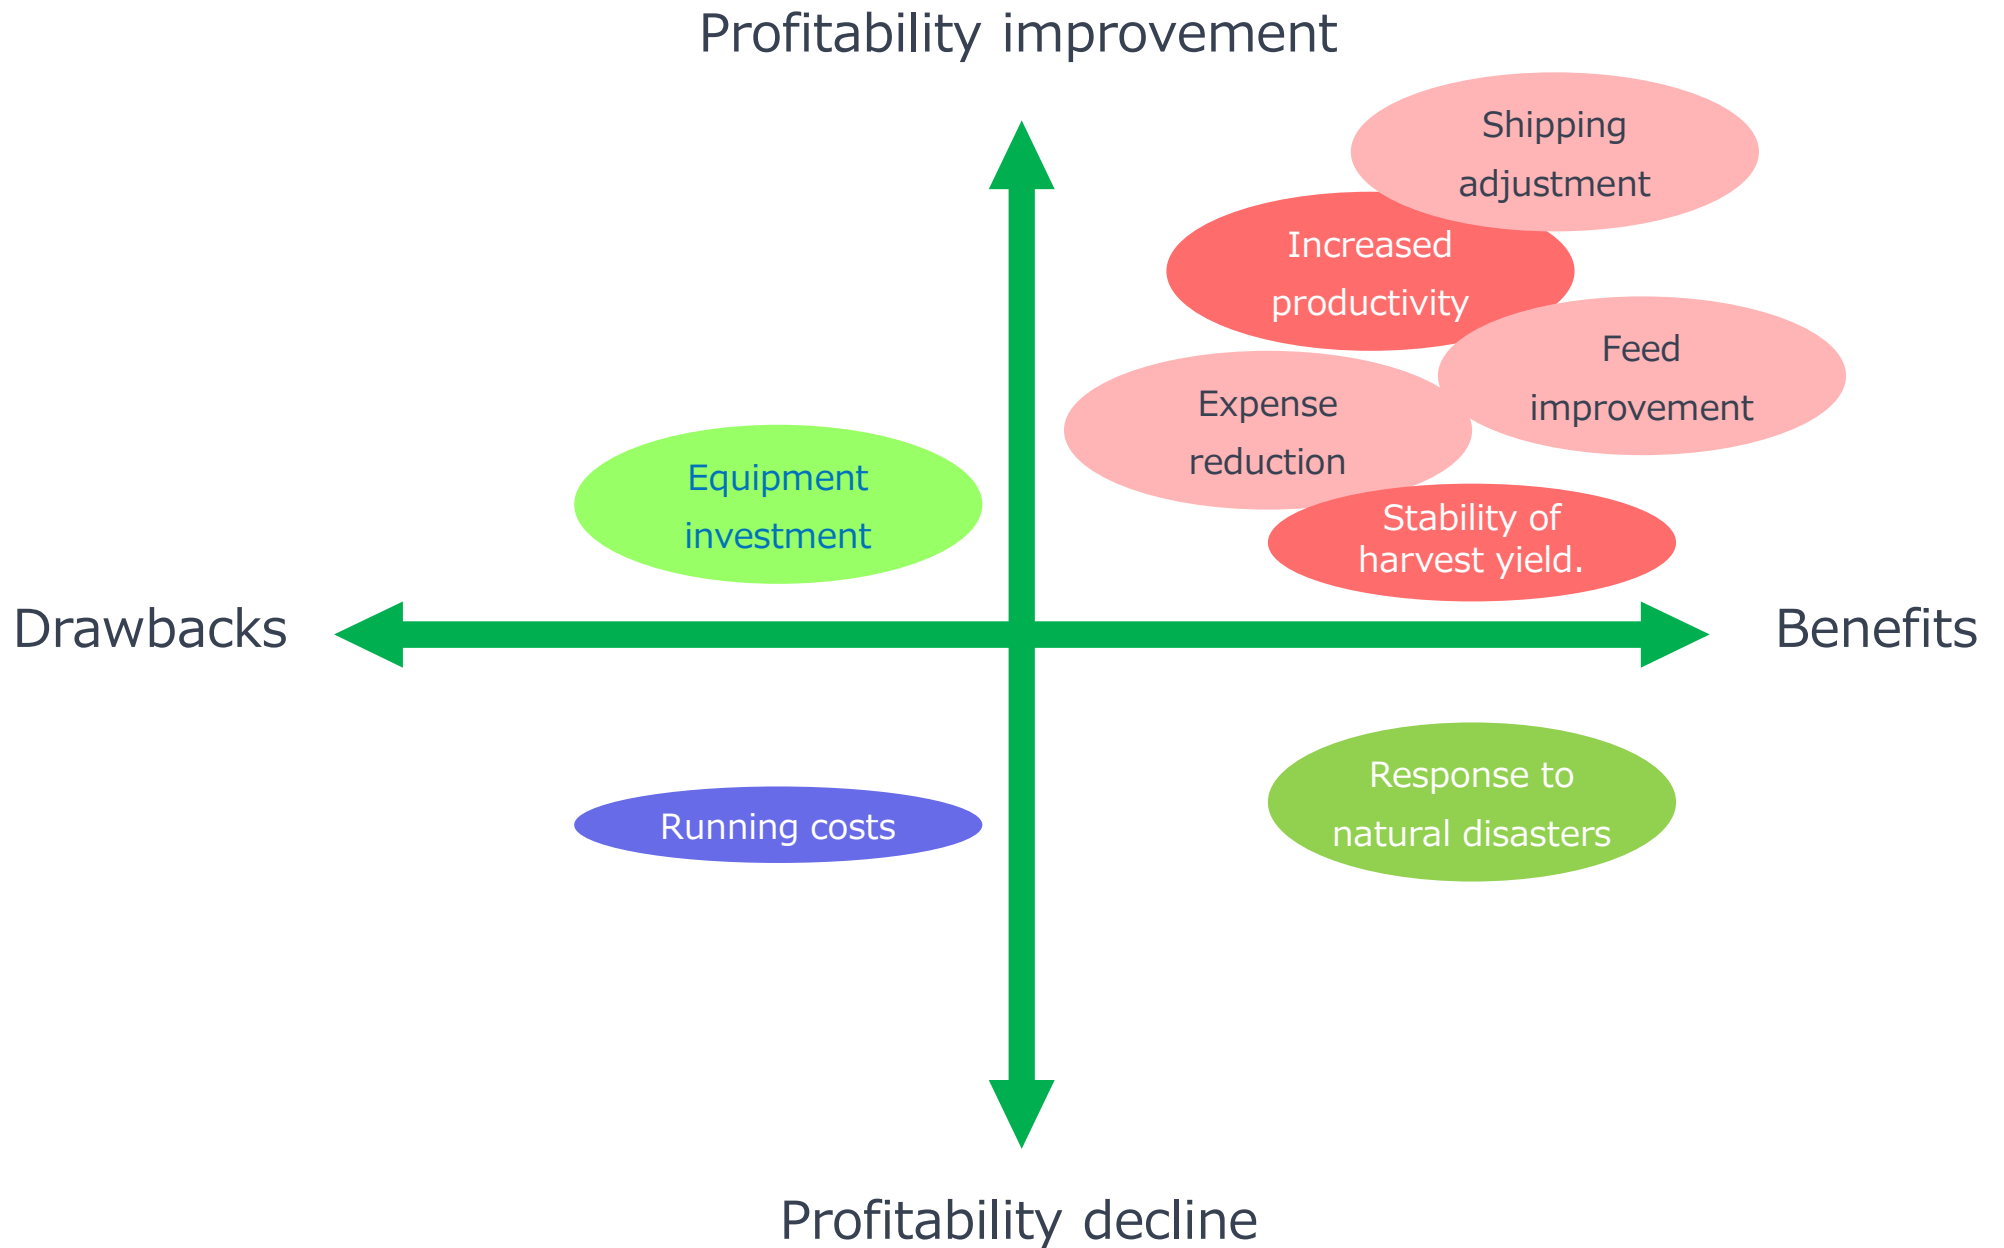 Profitability improvement
Shipping
adjustment
Increased
productivity
Feed
improvement
Expense
reduction
Equipment
investment
Stability of
harvest yield.
Drawbacks
Benefits
Response to
natural disasters
Running costs
Profitability decline